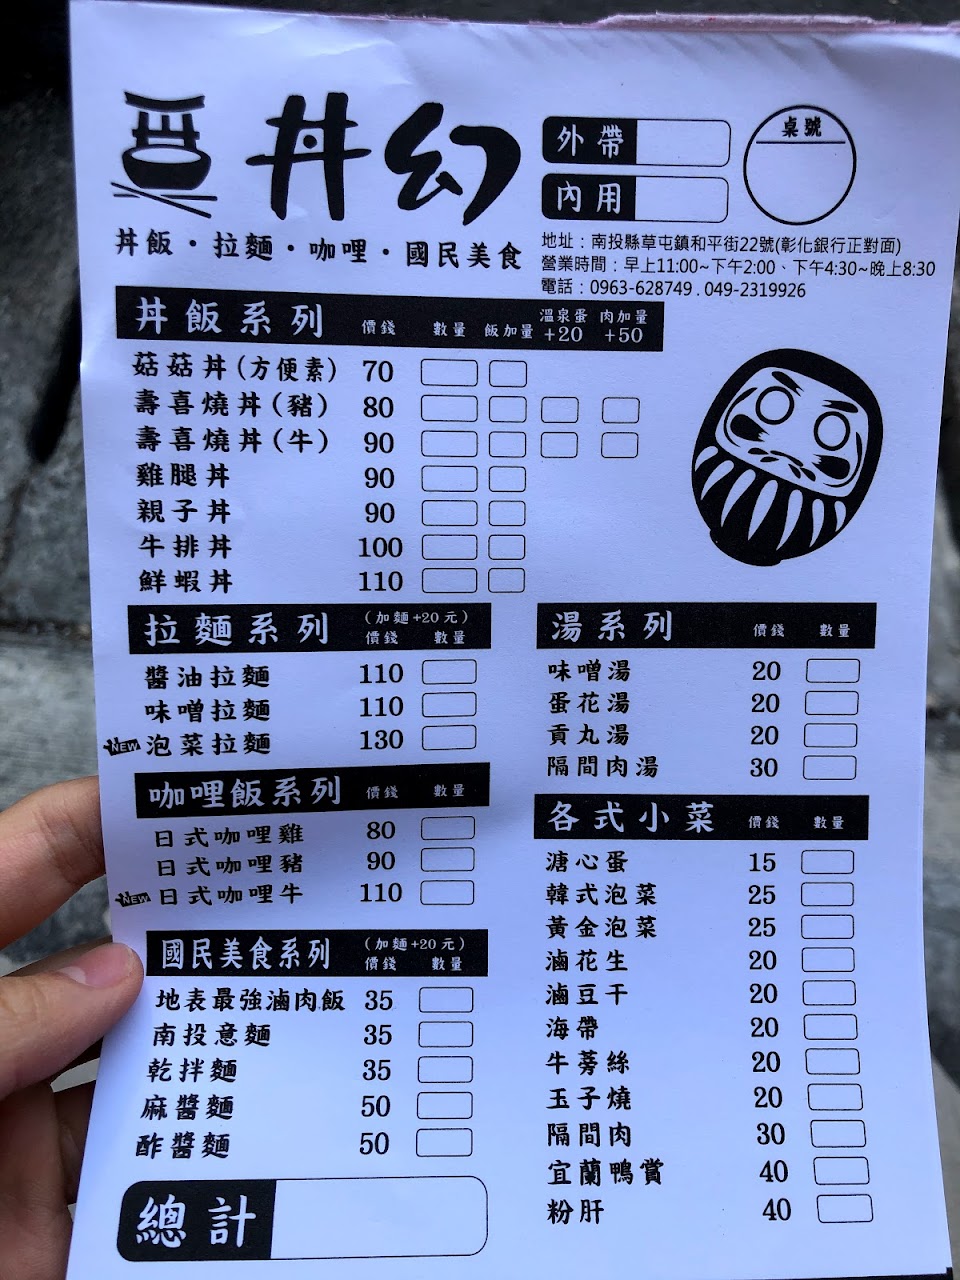 丼幻
丼飯・拉麵・咖哩・國民美食
外帶
內用
桌號
地址：南投縣草屯鎮和平街22號(彰化銀行正對面)
營業時間：早上11:00~下午2:00、下午4:30~晚上8:30
電話：0963-628749 . 049-2319926
丼飯系列 價錢 數量 飯加量 溫泉蛋+20 肉加量+50
菇菇丼(方便素) 70
壽喜燒丼(豬) 80
壽喜燒丼(牛) 90
雞腿丼 90
親子丼 90
牛排丼 100
鮮蝦丼 110
拉麵系列 (加麵+20元) 價錢 數量
醬油拉麵 110
味噌拉麵 110
NEW 泡菜拉麵 130
咖哩飯系列 價錢 數量
日式咖哩雞 80
日式咖哩豬 90
NEW 日式咖哩牛 110
國民美食系列 (加麵+20元) 價錢 數量
地表最強滷肉飯 35
南投意麵 35
乾拌麵 35
麻醬麵 50
酢醬麵 50
總計
湯系列 價錢 數量
味噌湯 20
蛋花湯 20
貢丸湯 20
隔間肉湯 30
各式小菜 價錢 數量
溏心蛋 15
韓式泡菜 25
黃金泡菜 25
滷花生 20
滷豆干 20
海帶 20
牛蒡絲 20
玉子燒 20
隔間肉 30
宜蘭鴨賞 40
粉肝 40